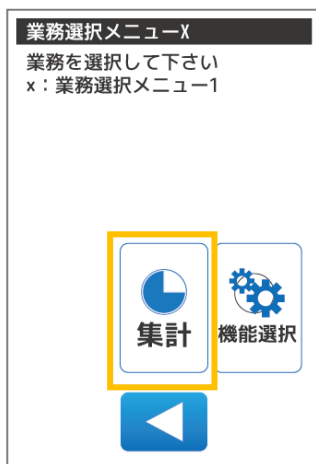 業務選択メニューX
業務を選択して下さい
x：業務選択メニュー1
集計
機能選択